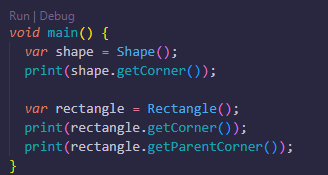 Run | Debug
void main() {
  var shape = Shape();
  print(shape.getCorner());

  var rectangle = Rectangle();
  print(rectangle.getCorner());
  print(rectangle.getParentCorner());
}